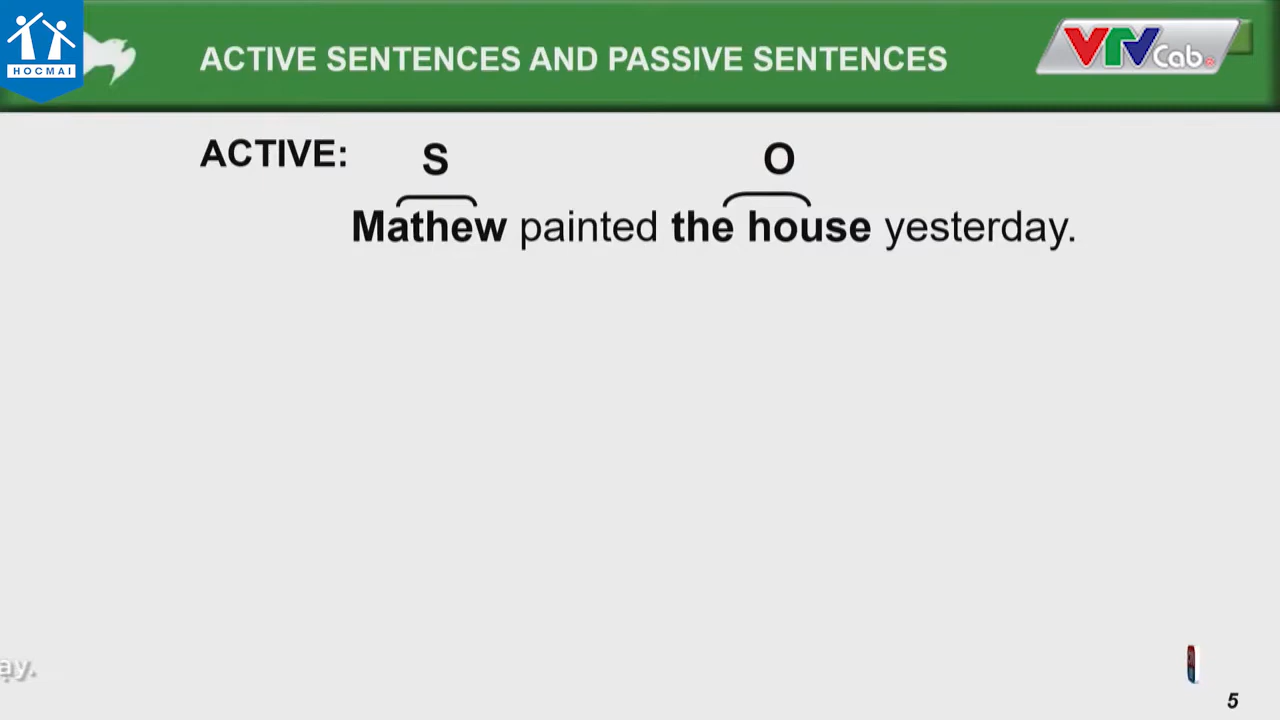 HOCMAI
ACTIVE SENTENCES AND PASSIVE SENTENCES
VTVCab
ACTIVE:
S
O
Mathew painted the house yesterday.
ay.
5